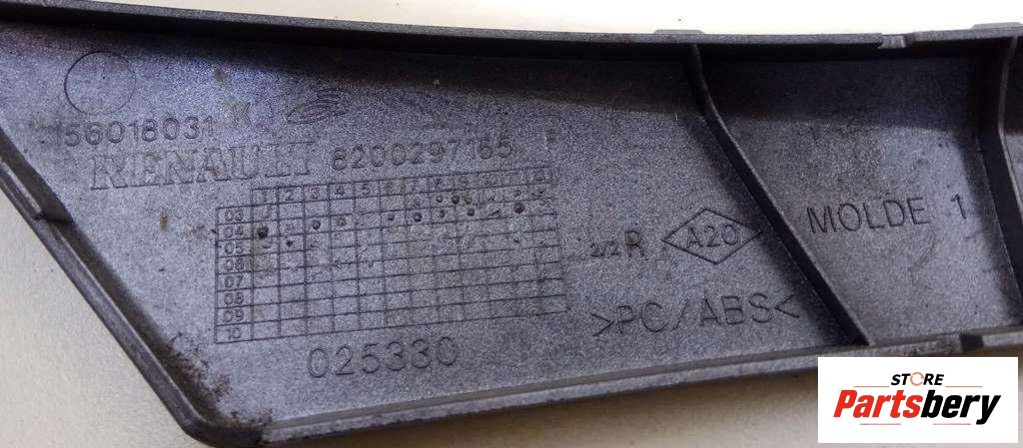 156018031
RENAULT 8200297165
1 2 3 4 5 6 7 8 9 10 11 12
03
04
05
06
07
08
09
10
2/2 R
A20
MOLDE 1
>PC/ABS<
025330
STORE
Partsbery